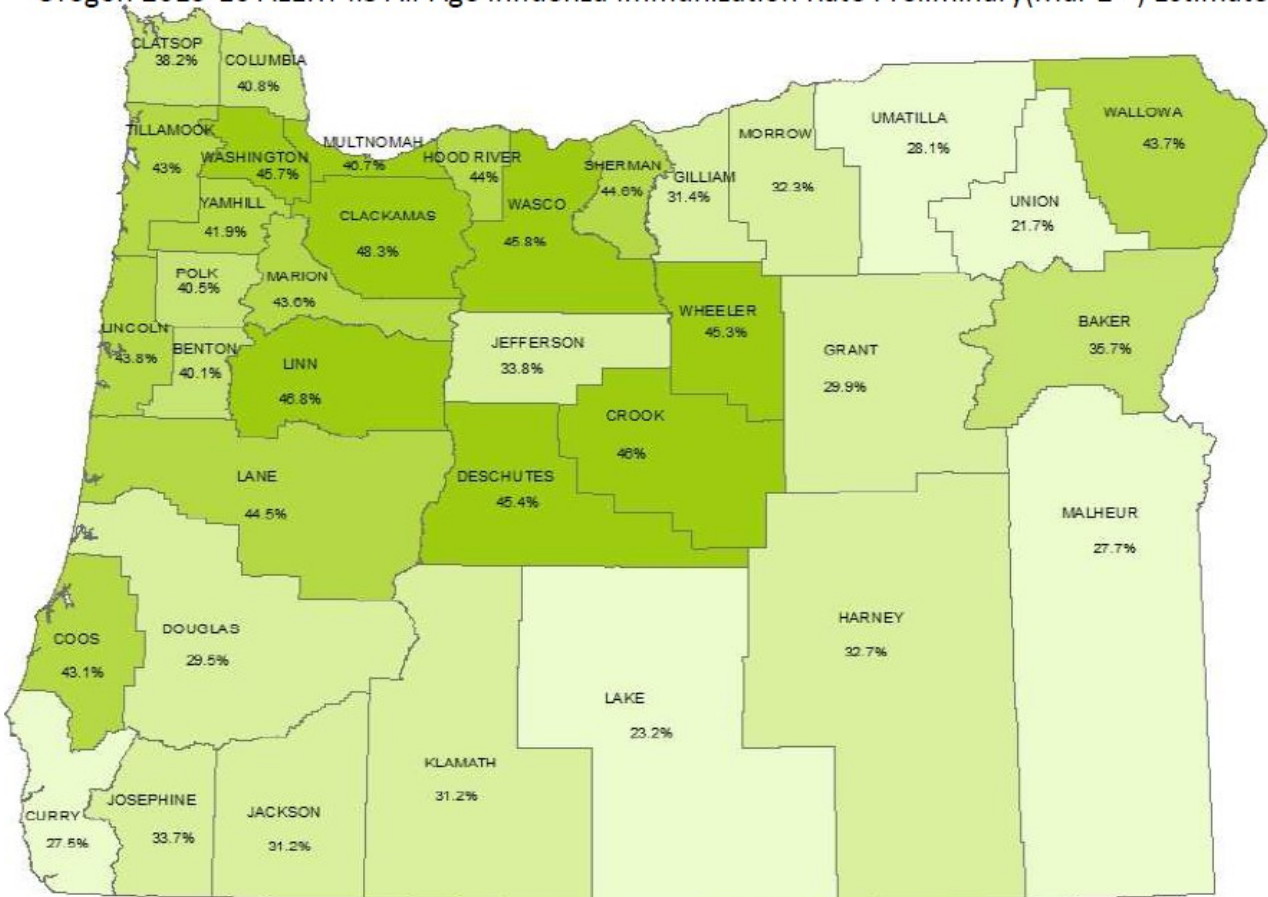 CLATSOP
38.2%
COLUMBIA
40.8%
TILLAMOOK
43%
WASHINGTON
45.7%
MULTNOMAH
46.7%
HOOD RIVER
44%
WASCO
45.8%
SHERMAN
44.6%
GILLIAM
31.4%
MORROW
32.3%
UMATILLA
28.1%
WALLOWA
43.7%
UNION
21.7%
YAMHILL
41.9%
CLACKAMAS
48.3%
POLK
40.5%
MARION
43.6%
LINCOLN
43.8%
BENTON
40.1%
LINN
46.8%
JEFFERSON
33.8%
WHEELER
45.3%
GRANT
29.9%
BAKER
35.7%
CROOK
46%
DESCHUTES
45.4%
LANE
44.5%
MALHEUR
27.7%
COOS
43.1%
DOUGLAS
29.5%
HARNEY
32.7%
LAKE
23.2%
KLAMATH
31.2%
CURRY
27.5%
JOSEPHINE
33.7%
JACKSON
31.2%